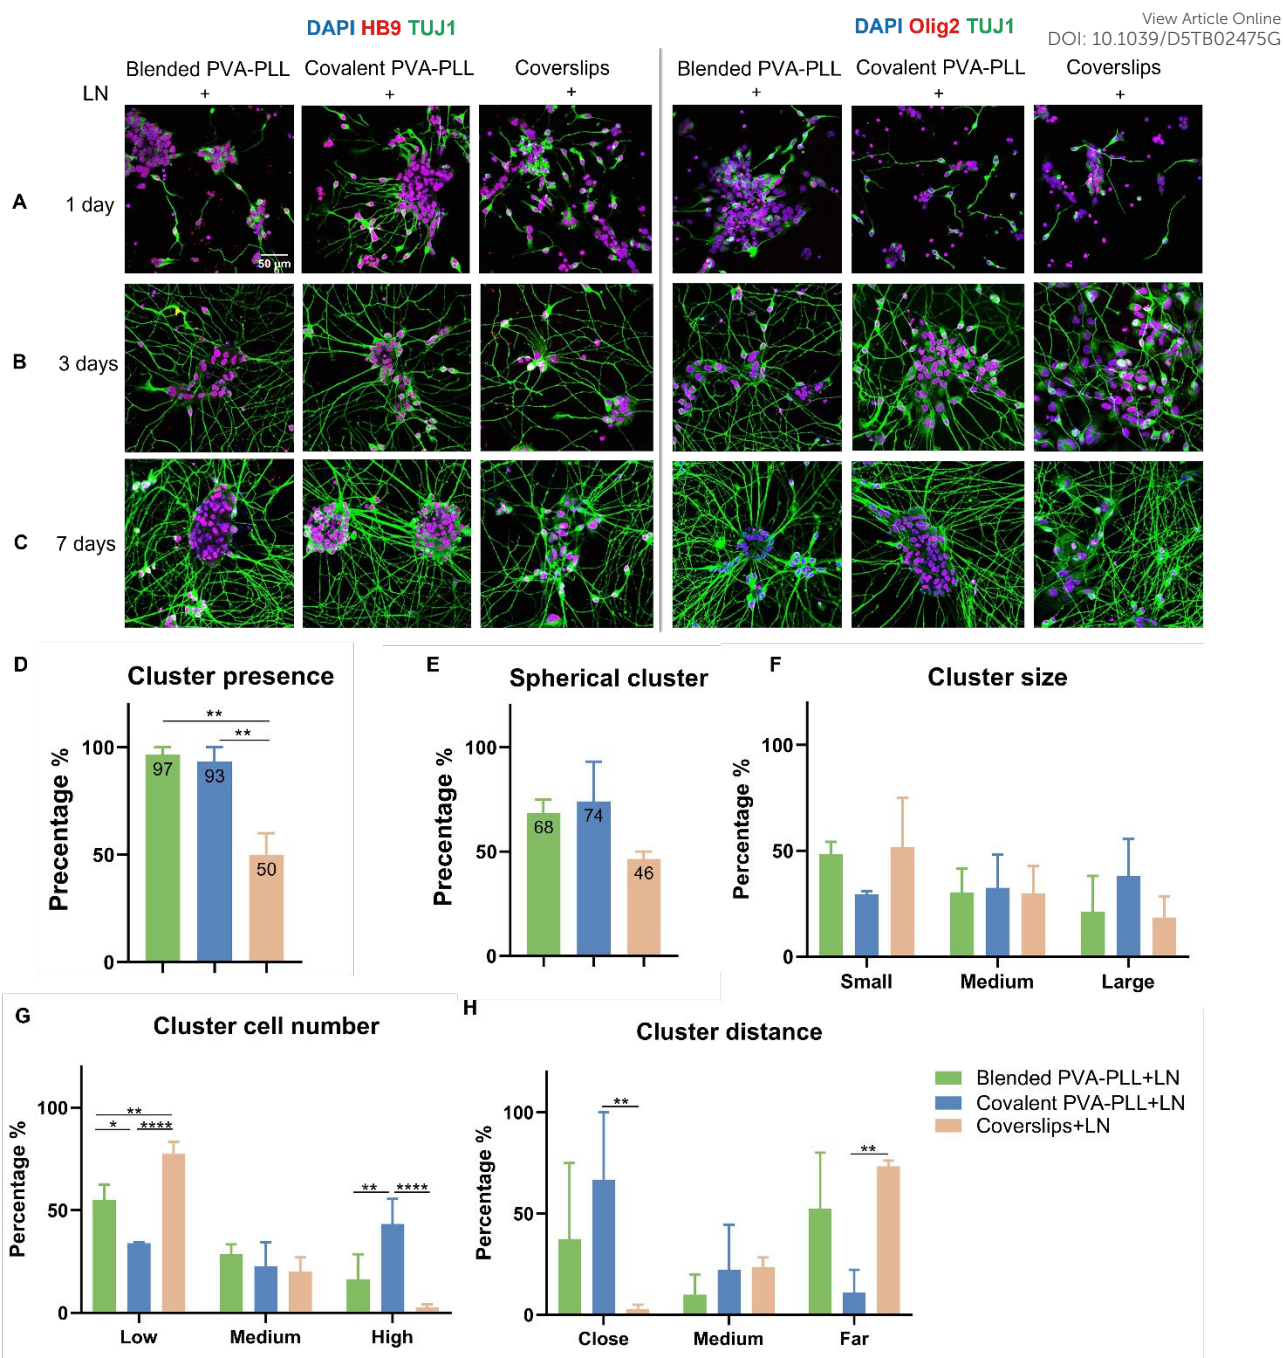 View Article Online
DOI: 10.1039/D5TB02475G
DAPI HB9 TUJ1
DAPI Olig2 TUJ1
Blended PVA-PLL Covalent PVA-PLL Coverslips Blended PVA-PLL Covalent PVA-PLL Coverslips
LN + + + + + +
A 1 day
50 µm
B 3 days
C 7 days
D Cluster presence
Precentage %
100
50
0
** 
**
97
93
50
E Spherical cluster
Precentage %
100
50
0
68
74
46
F Cluster size
Percentage %
100
50
0
Small Medium Large
G Cluster cell number
Percentage %
100
50
0
**
* ****
** ****
Low Medium High
H Cluster distance
Percentage %
100
50
0
**
**
Close Medium Far
Blended PVA-PLL+LN
Covalent PVA-PLL+LN
Coverslips+LN